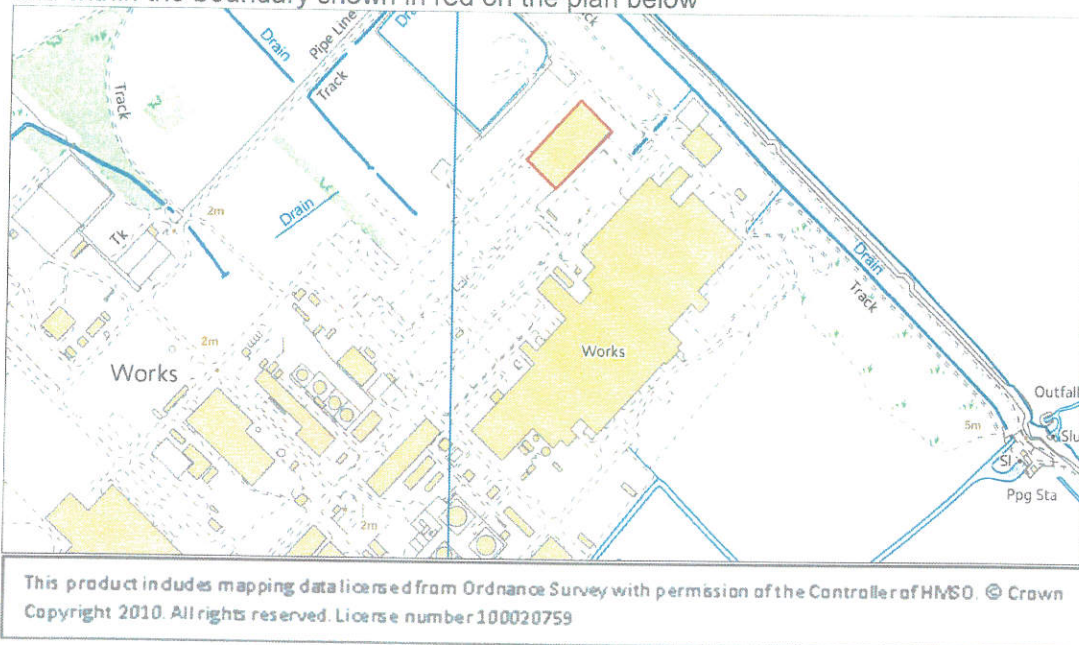 within the boundary shown in red on the plan below
Drain
Pipe Line
Track
Track
Track
Drain
2m
Tk
2m
Works
Works
Drain
Track
Outfall
5m
Slu
Sl
Ppg Sta
2m
This product includes mapping data licensed from Ordnance Survey with permission of the Controller of HMSO. © Crown
Copyright 2010. All rights reserved. License number 100020759